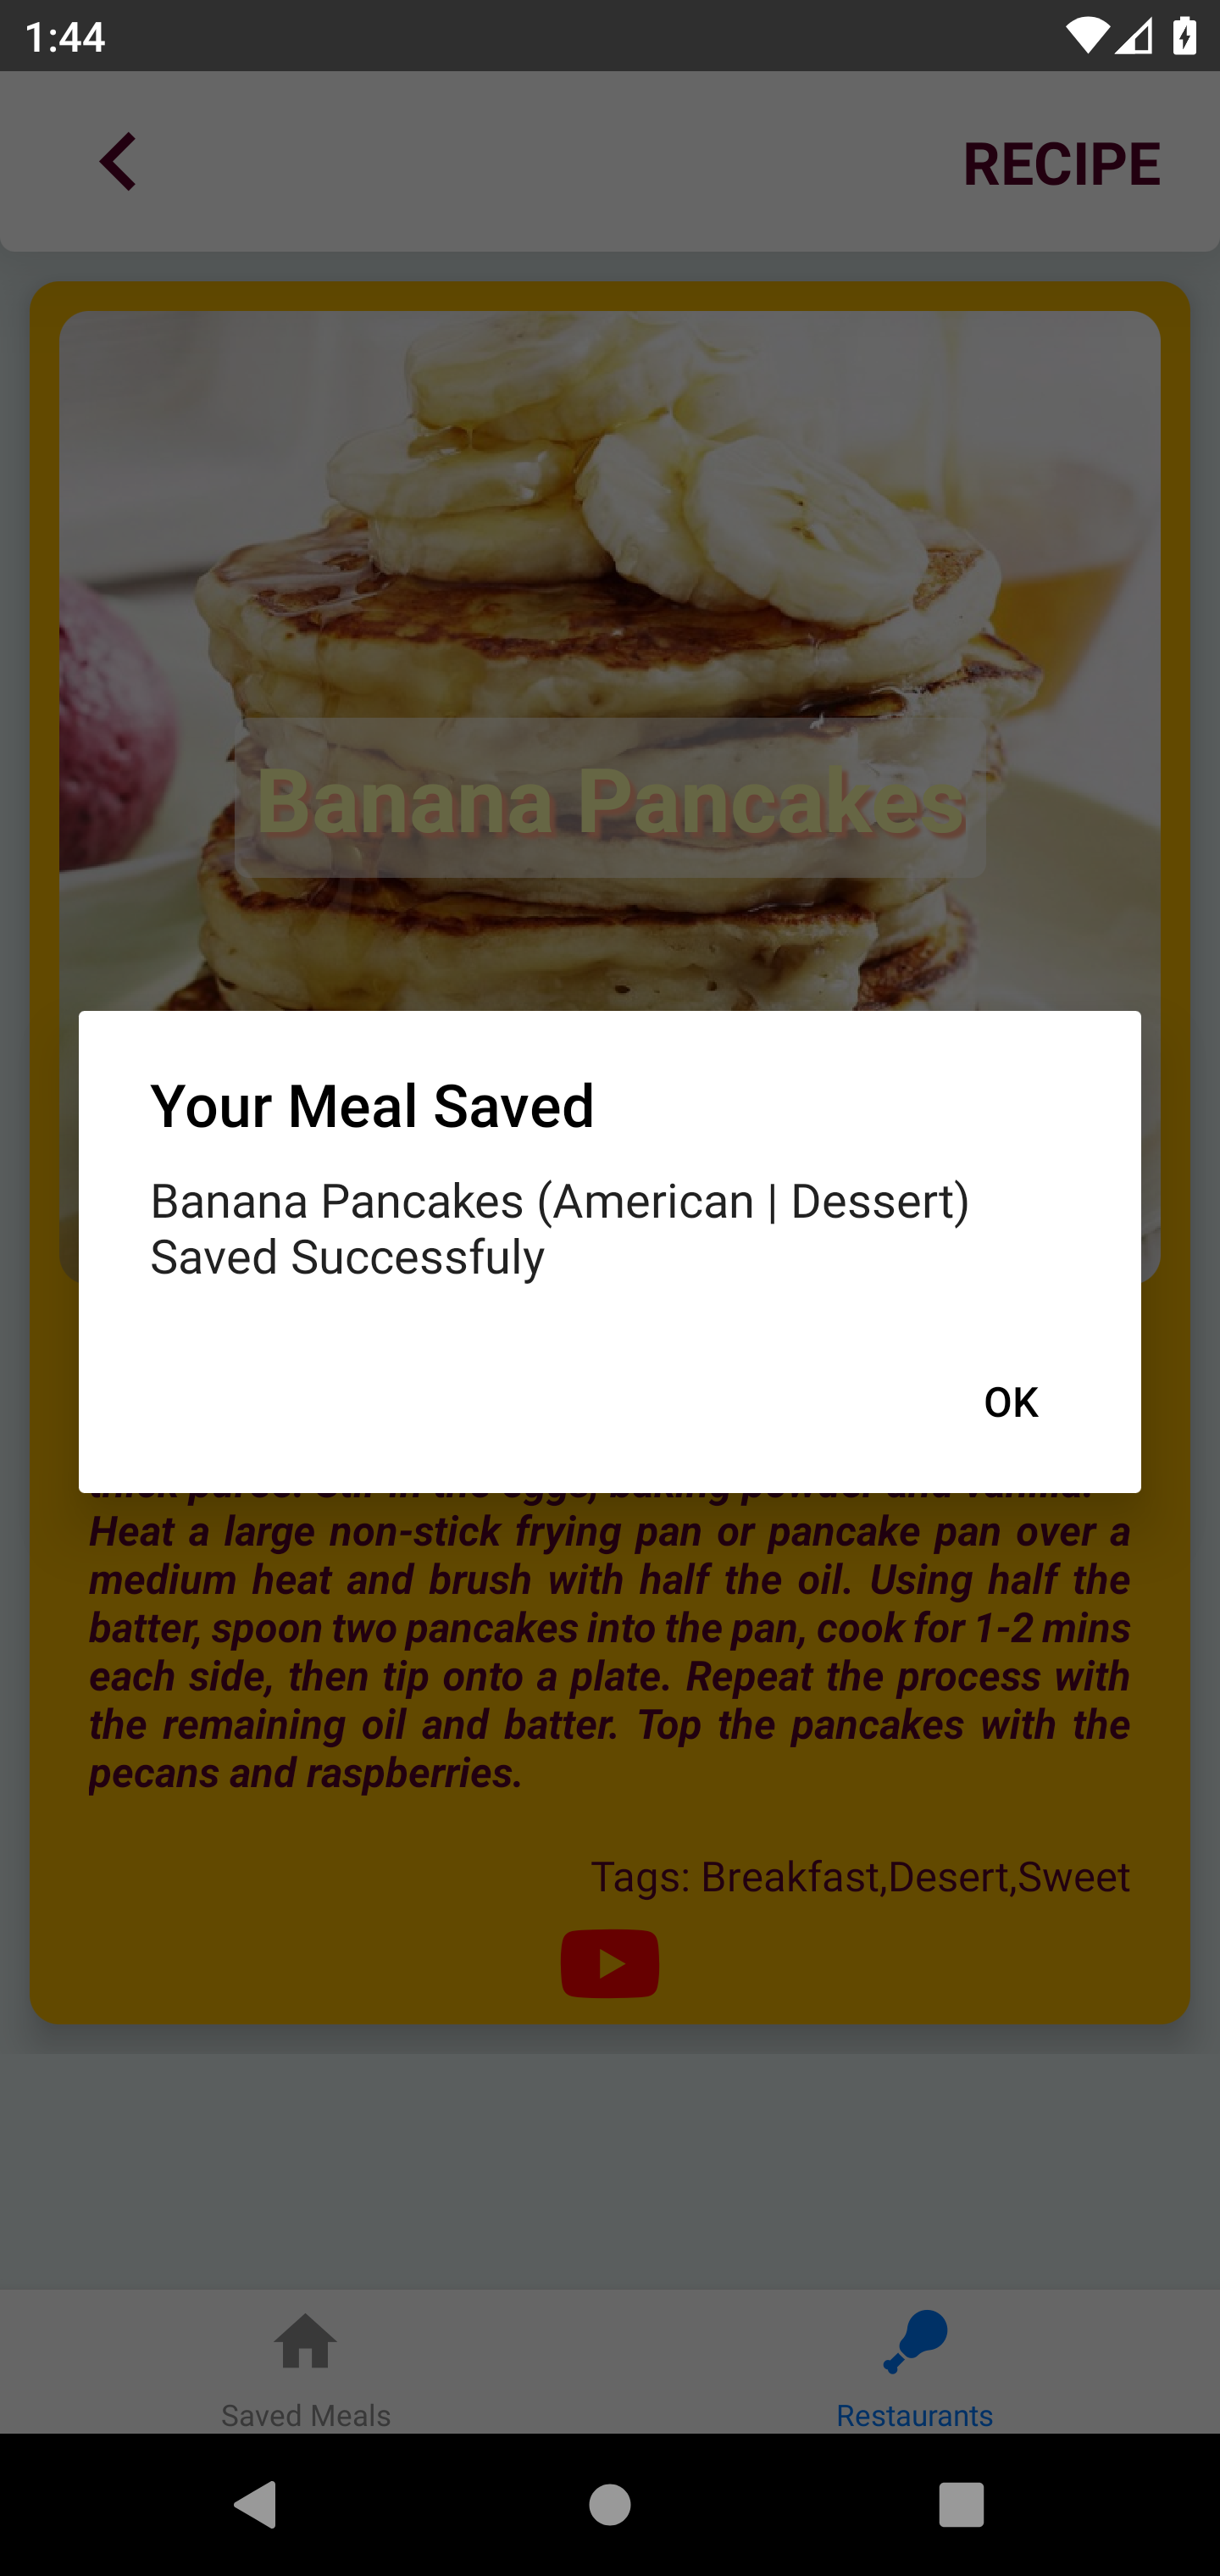 1:44
RECIPE
Banana Pancakes
Your Meal Saved
Banana Pancakes (American | Dessert)
Saved Successfuly
OK
Heat a large non-stick frying pan or pancake pan over a
medium heat and brush with half the oil. Using half the
batter, spoon two pancakes into the pan, cook for 1-2 mins
each side, then tip onto a plate. Repeat the process with
the remaining oil and batter. Top the pancakes with the
pecans and raspberries.
Tags: Breakfast,Desert,Sweet
Saved Meals
Restaurants